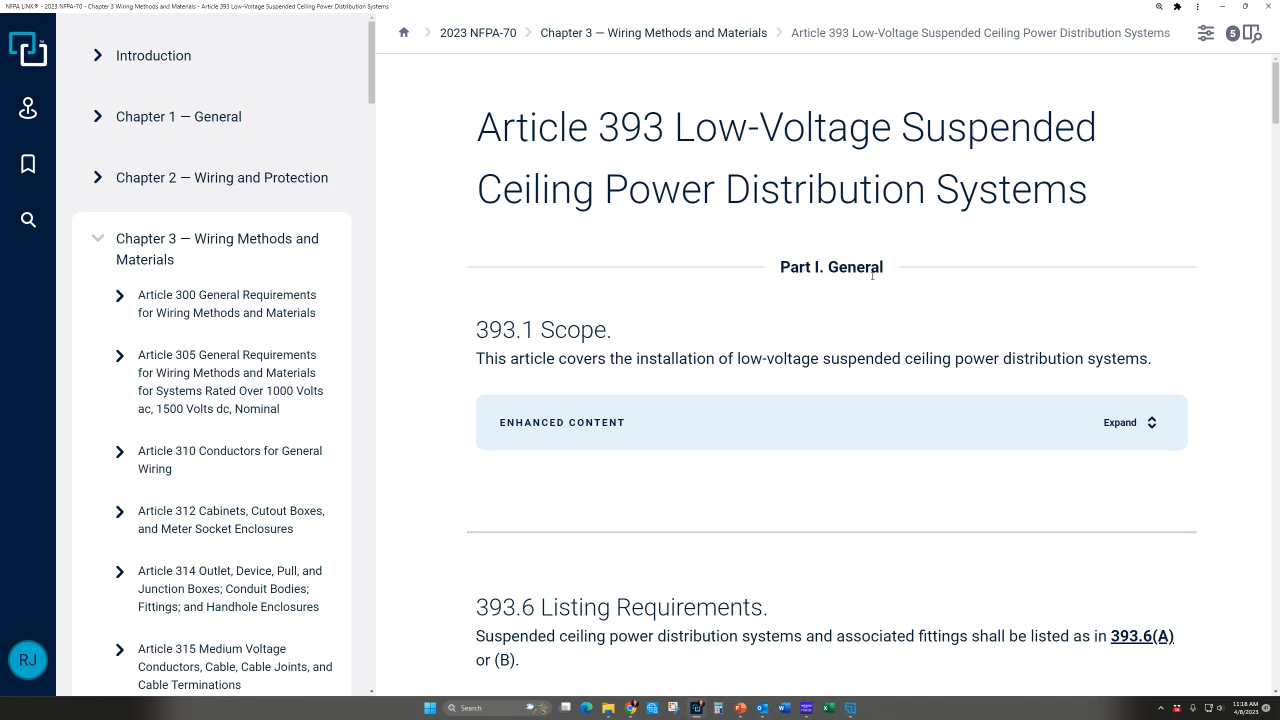 NFPA LiNK® - 2023 NFPA-70 - Chapter 3 Wiring Methods and Materials - Article 393 Low-Voltage Suspended Ceiling Power Distribution Systems
2023 NFPA-70
Chapter 3 — Wiring Methods and Materials
Article 393 Low-Voltage Suspended Ceiling Power Distribution Systems
5
Introduction
Chapter 1 — General
Chapter 2 — Wiring and Protection
Chapter 3 — Wiring Methods and
Materials
Article 300 General Requirements
for Wiring Methods and Materials
Article 305 General Requirements
for Wiring Methods and Materials
for Systems Rated Over 1000 Volts
ac, 1500 Volts dc, Nominal
Article 310 Conductors for General
Wiring
Article 312 Cabinets, Cutout Boxes,
and Meter Socket Enclosures
Article 314 Outlet, Device, Pull, and
Junction Boxes; Conduit Bodies;
Fittings; and Handhole Enclosures
Article 315 Medium Voltage
Conductors, Cable, Cable Joints, and
Cable Terminations
RJ
Article 393 Low-Voltage Suspended
Ceiling Power Distribution Systems
Part I. General
393.1 Scope.
This article covers the installation of low-voltage suspended ceiling power distribution systems.
ENHANCED CONTENT
Expand
393.6 Listing Requirements.
Suspended ceiling power distribution systems and associated fittings shall be listed as in 393.6(A)
or (B).
Search
11:18 AM
4/6/2023